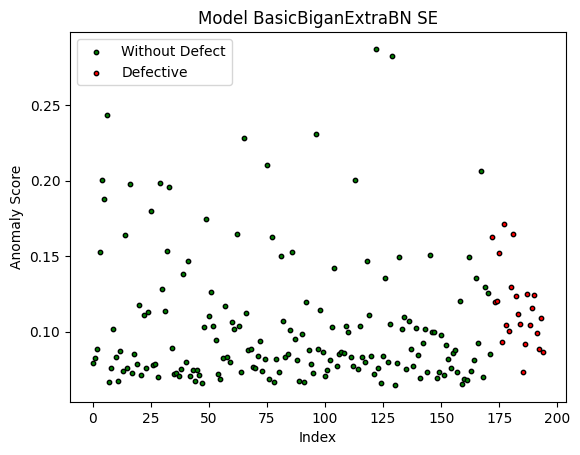 Model BasicBiganExtraBN SE
Without Defect
Defective
Anomaly Score
0.25
0.20
0.15
0.10
0 25 50 75 100 125 150 175 200
Index